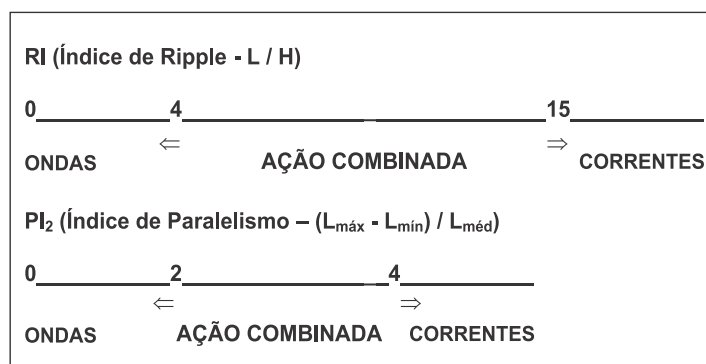 RI (Índice de Ripple - L / H)
0 4 15
⇐ ⇒
ONDAS AÇÃO COMBINADA CORRENTES
PI₂ (Índice de Paralelismo – (Lmáx - Lmín) / Lméd)
0 2 4
⇐ ⇒
ONDAS AÇÃO COMBINADA CORRENTES